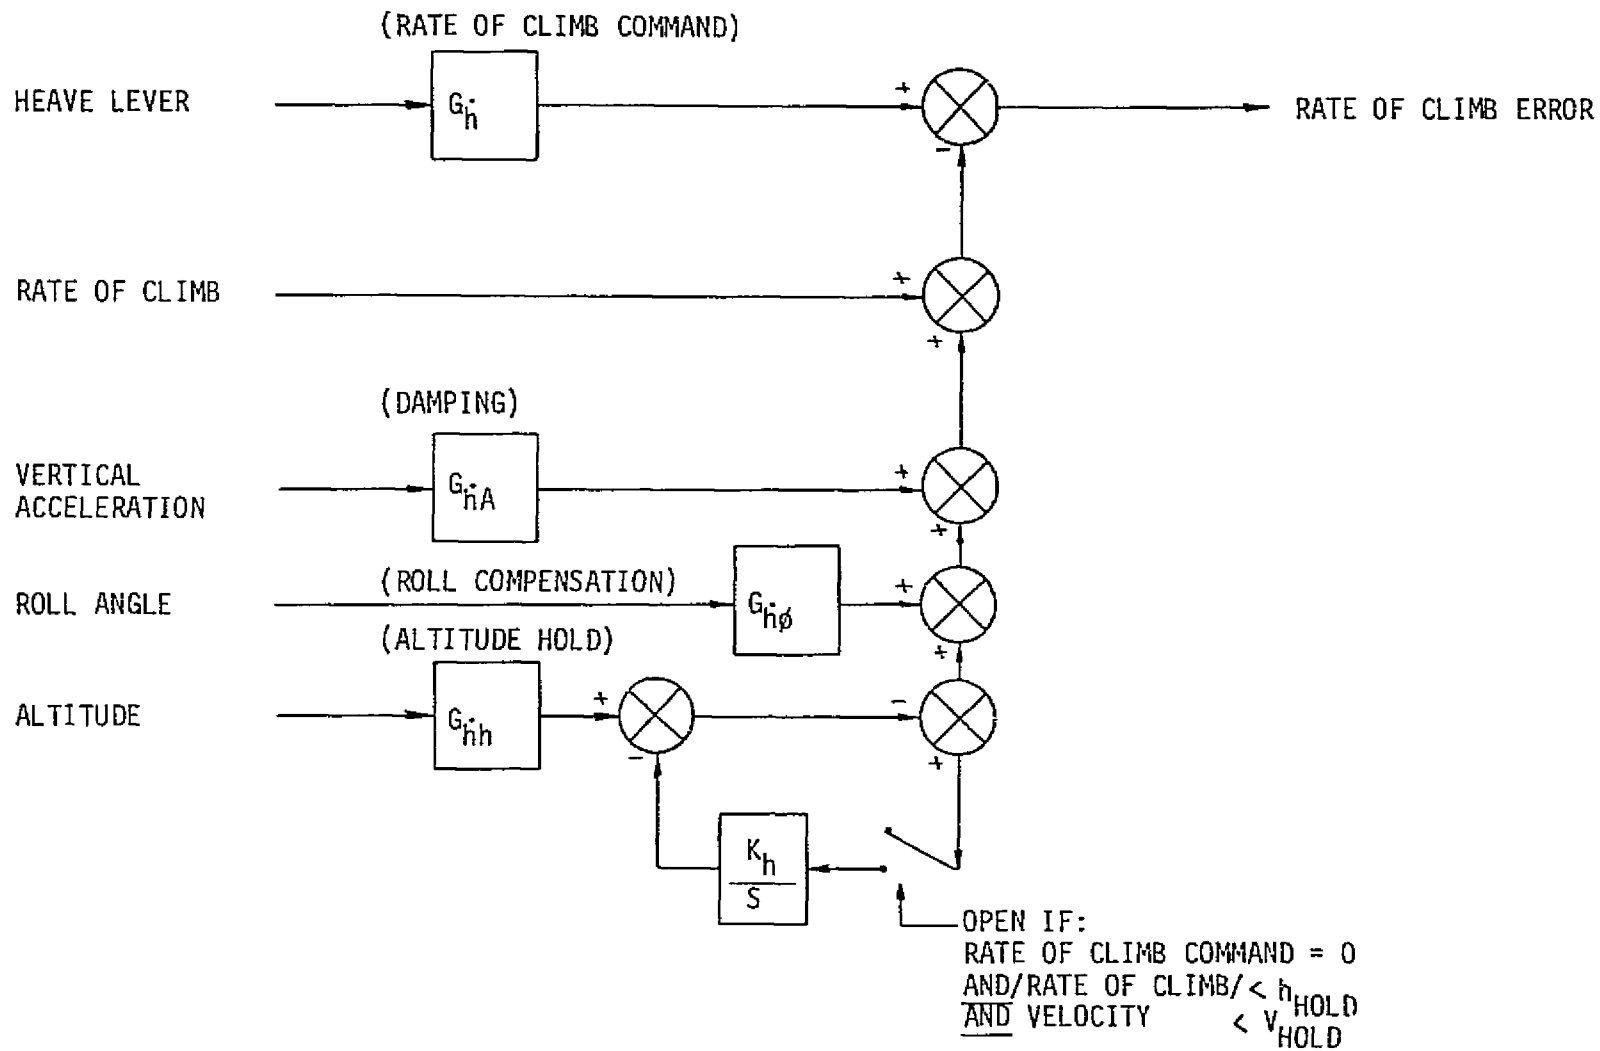 (RATE OF CLIMB COMMAND)
HEAVE LEVER
Gḣ
+
-
RATE OF CLIMB ERROR
RATE OF CLIMB
+
+
(DAMPING)
VERTICAL
ACCELERATION
GḣA
+
+
(ROLL COMPENSATION)
ROLL ANGLE
Gḣø
+
+
(ALTITUDE HOLD)
ALTITUDE
Gḣh
+
-
-
+
Kh
S
OPEN IF:
RATE OF CLIMB COMMAND = 0
AND/RATE OF CLIMB/ < ḣHOLD
AND VELOCITY < VHOLD